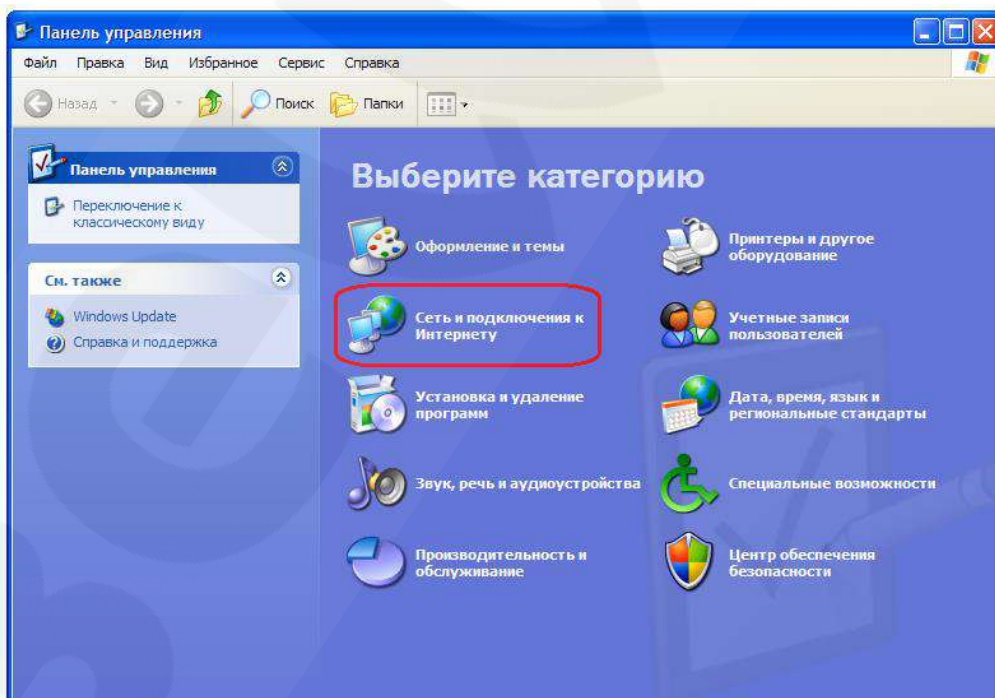 Панель управления
Файл Правка Вид Избранное Сервис Справка
Назад Поиск Папки
Панель управления
Переключение к
классическому виду
См. также
Windows Update
Справка и поддержка
Выберите категорию
Оформление и темы
Принтеры и другое
оборудование
Сеть и подключения к
Интернету
Учетные записи
пользователей
Установка и удаление
программ
Дата, время, язык и
региональные стандарты
Звук, речь и аудиоустройства
Специальные возможности
Производительность и
обслуживание
Центр обеспечения
безопасности